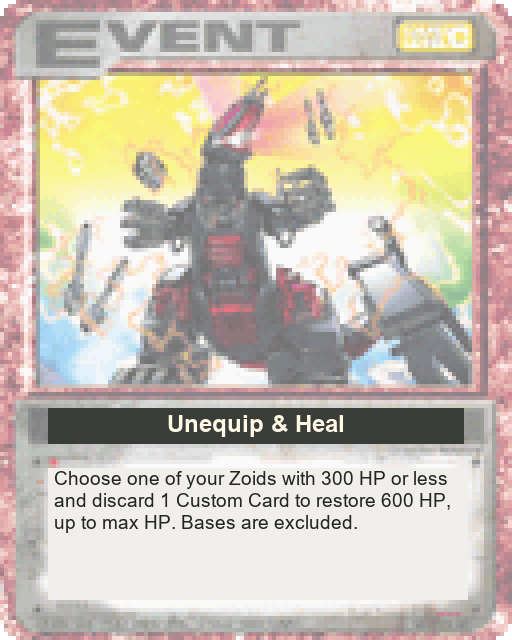 EVENT
C
Unequip & Heal
Choose one of your Zoids with 300 HP or less
and discard 1 Custom Card to restore 600 HP,
up to max HP. Bases are excluded.